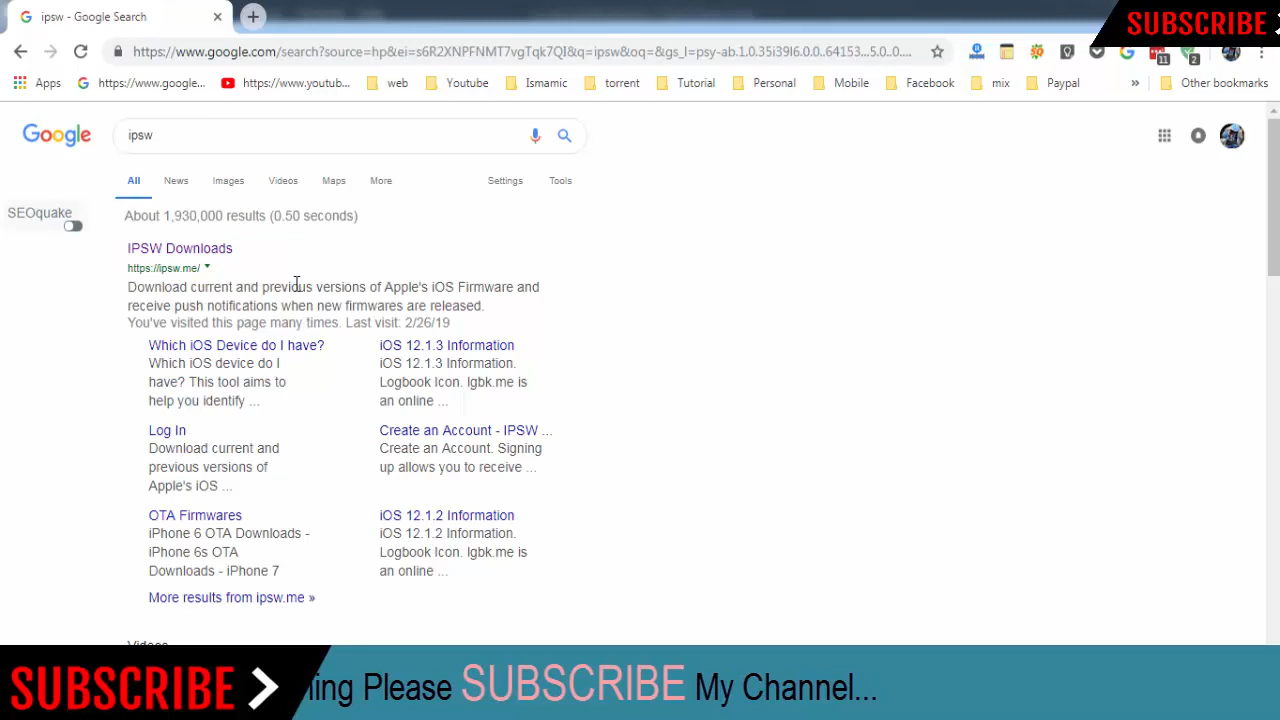 ipsw - Google Search
SUBSCRIBE
https://www.google.com/search?source=hp&ei=s6R2XNPFNMT7vgTqk7QI&q=ipsw&oq=&gs_l=psy-ab.1.0.35i39l6.0.0..64153...5.0..0....
11
2
Apps
https://www.google...
https://www.youtub...
web
Youtube
Ismamic
torrent
Tutorial
Personal
Mobile
Facebook
mix
Paypal
»
Other bookmarks
Google
ipsw
All
News
Images
Videos
Maps
More
Settings
Tools
SEOquake
About 1,930,000 results (0.50 seconds)
IPSW Downloads
https://ipsw.me/
Download current and previous versions of Apple's iOS Firmware and
receive push notifications when new firmwares are released.
You've visited this page many times. Last visit: 2/26/19
Which iOS Device do I have?
Which iOS device do I
have? This tool aims to
help you identify ...
iOS 12.1.3 Information
iOS 12.1.3 Information.
Logbook Icon. lgbk.me is
an online ...
Log In
Download current and
previous versions of
Apple's iOS ...
Create an Account - IPSW ...
Create an Account. Signing
up allows you to receive ...
OTA Firmwares
iPhone 6 OTA Downloads -
iPhone 6s OTA
Downloads - iPhone 7
iOS 12.1.2 Information
iOS 12.1.2 Information.
Logbook Icon. lgbk.me is
an online ...
More results from ipsw.me »
Videos
SUBSCRIBE
hing Please SUBSCRIBE My Channel...